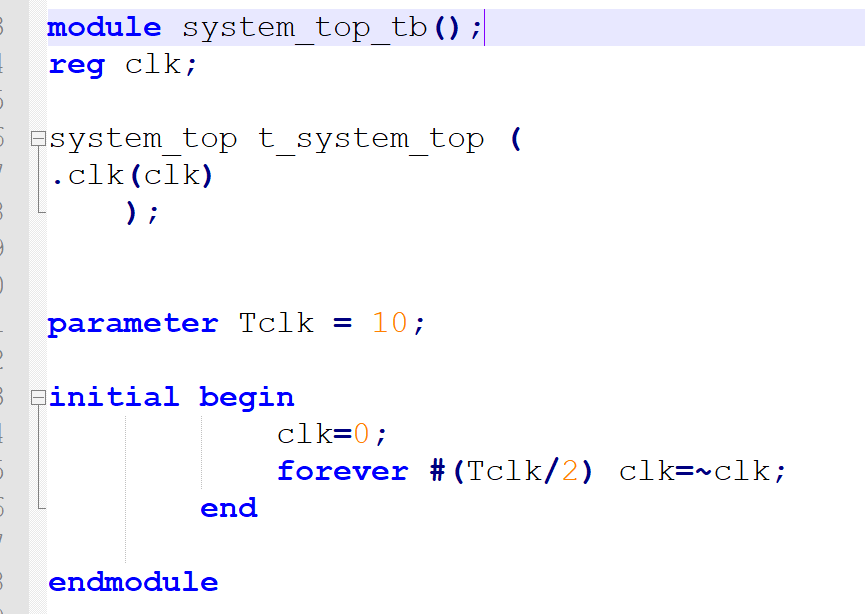 module system_top_tb();
reg clk;
system_top t_system_top (
.clk(clk)
);
parameter Tclk = 10;
initial begin
clk=0;
forever #(Tclk/2) clk=~clk;
end
endmodule